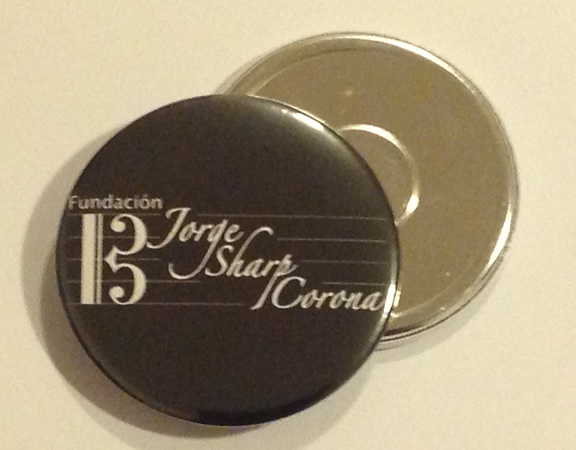 Fundación
Jorge
Sharp
Corona